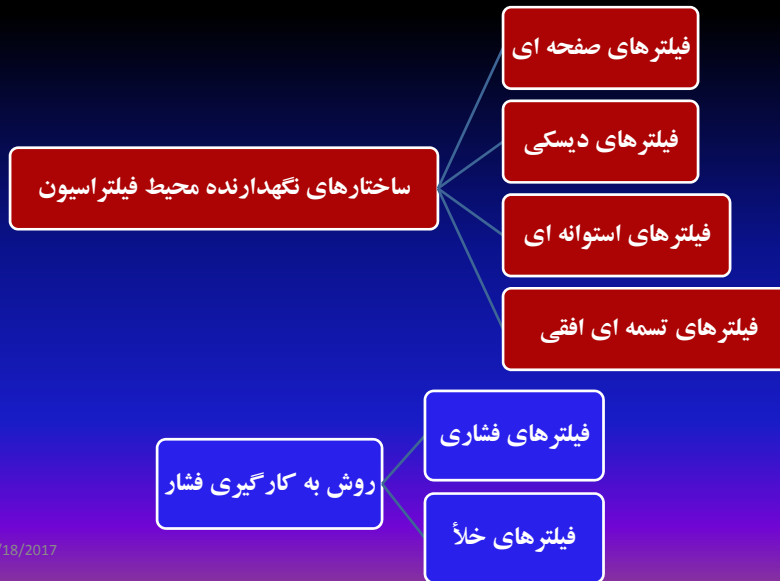 فیلترهای صفحه ای
فیلترهای دیسکی
ساختارهای نگهدارنده محیط فیلتراسیون
فیلترهای استوانه ای
فیلترهای تسمه ای افقی
فیلترهای فشاری
روش به کارگیری فشار
فیلترهای خلأ
/18/2017